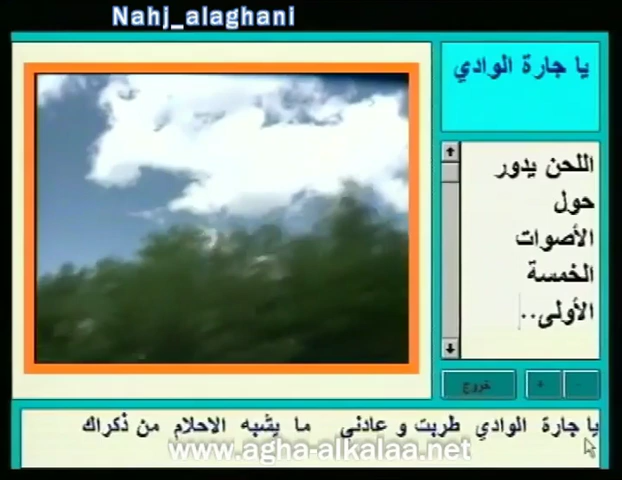 Nahj_alaghani
يا جارة الوادي
اللحن يدور
حول
الأصوات
الخمسة
الأولى..
خروج
+
-
يا جارة الوادي طربت و عادني ما يشبه الاحلام من ذكراك
www.agha-alkalaa.net